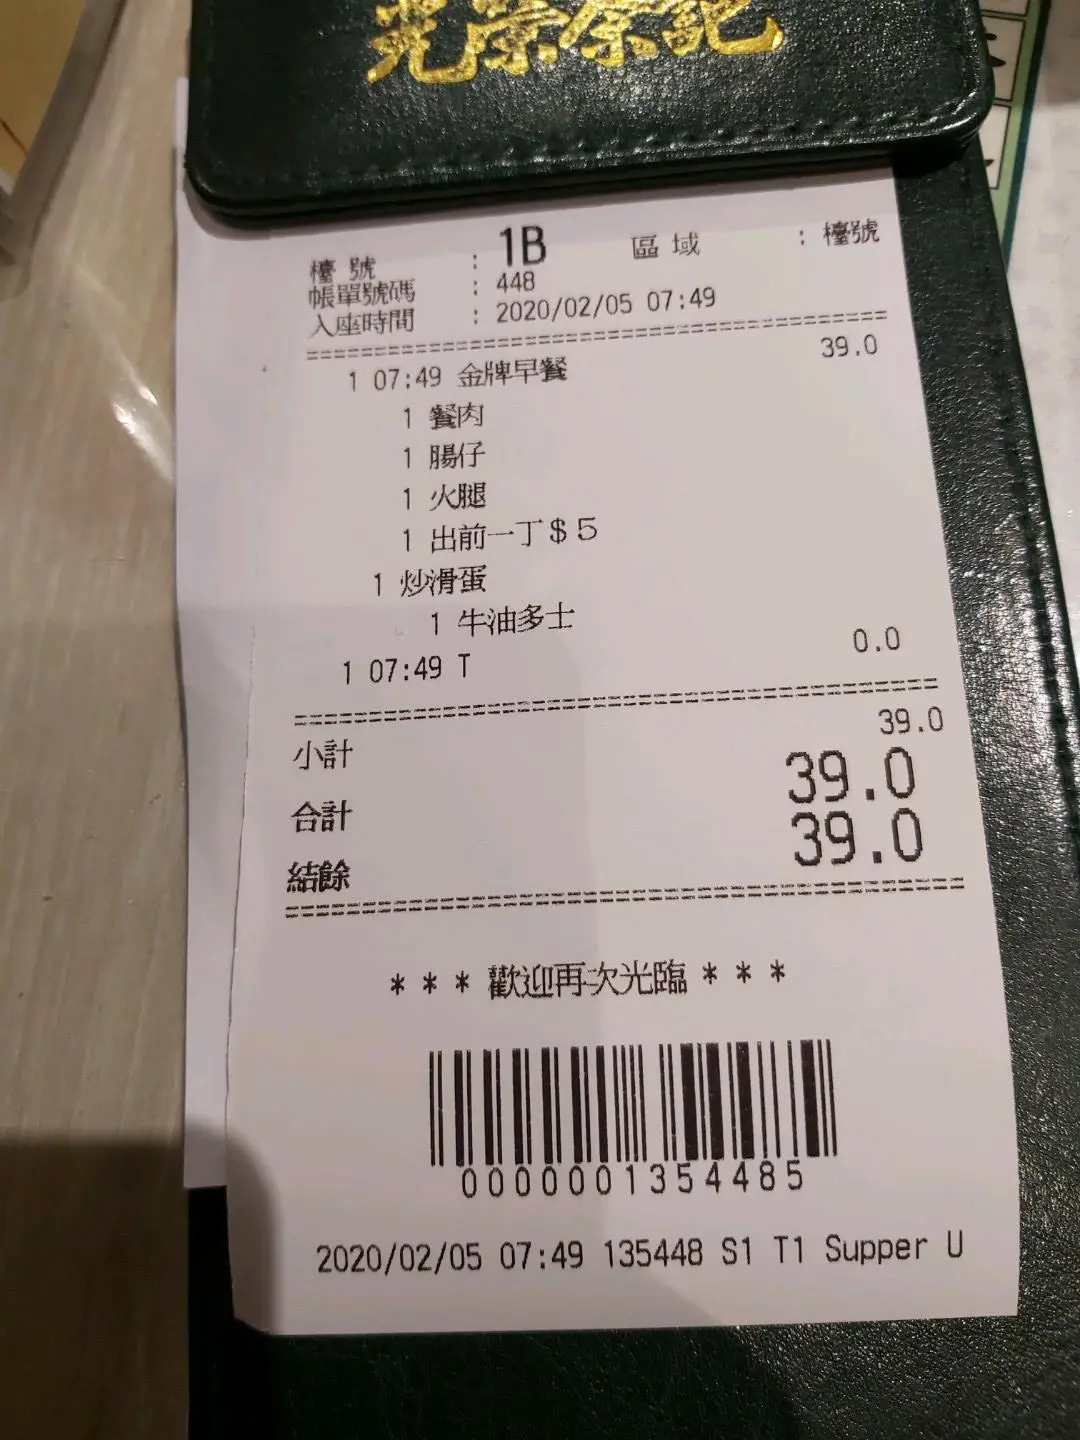 光榮傑記
檯號 : 1B 區域 : 檯號
帳單號碼 : 448
入座時間 : 2020/02/05 07:49
1 07:49 金牌早餐 39.0
1 餐肉
1 腸仔
1 火腿
1 出前一丁$5
1 炒滑蛋
1 牛油多士
1 07:49 T 0.0
小計 39.0
合計 39.0
結餘 39.0
***歡迎再次光臨***
0000001354485
2020/02/05 07:49 135448 S1 T1 Supper U